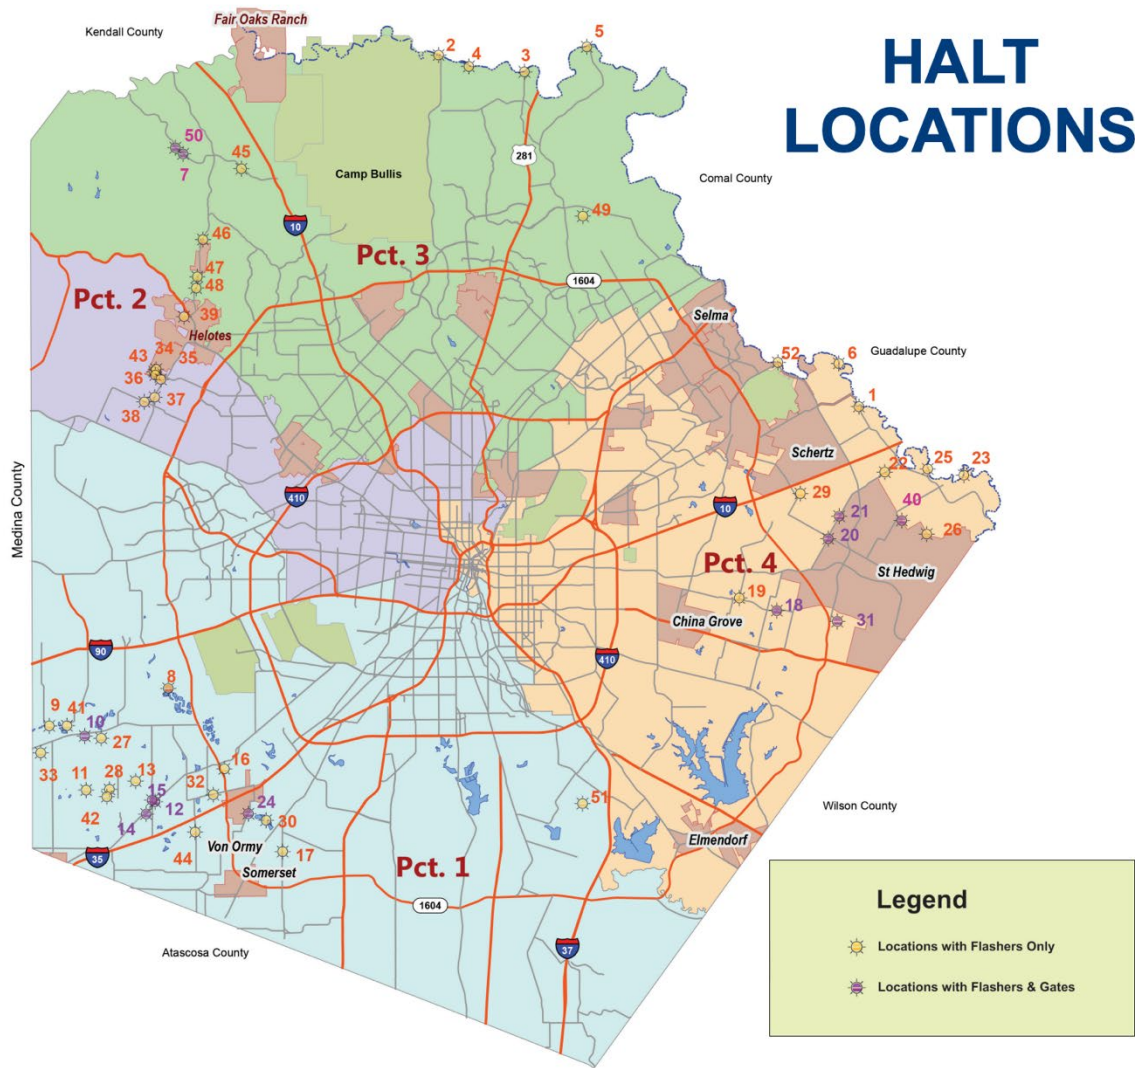 HALT
LOCATIONS
Fair Oaks Ranch
Kendall County
5
2
4
3
50
45
7
Camp Bullis
281
Comal County
10
49
46
Pct. 3
47
1604
48
Pct. 2
39
Selma
Helotes
43
34
35
52
6
Guadalupe County
36
37
38
1
Schertz
25
23
22
410
29
10
21
40
26
20
Medina County
Pct. 4
St Hedwig
19
18
China Grove
31
90
410
8
9
41
10
27
33
11
28
13
16
15
32
12
24
51
42
14
30
Wilson County
44
Von Ormy
17
Elmendorf
35
Somerset
Pct. 1
1604
37
Atascosa County
Legend
Locations with Flashers Only
Locations with Flashers & Gates